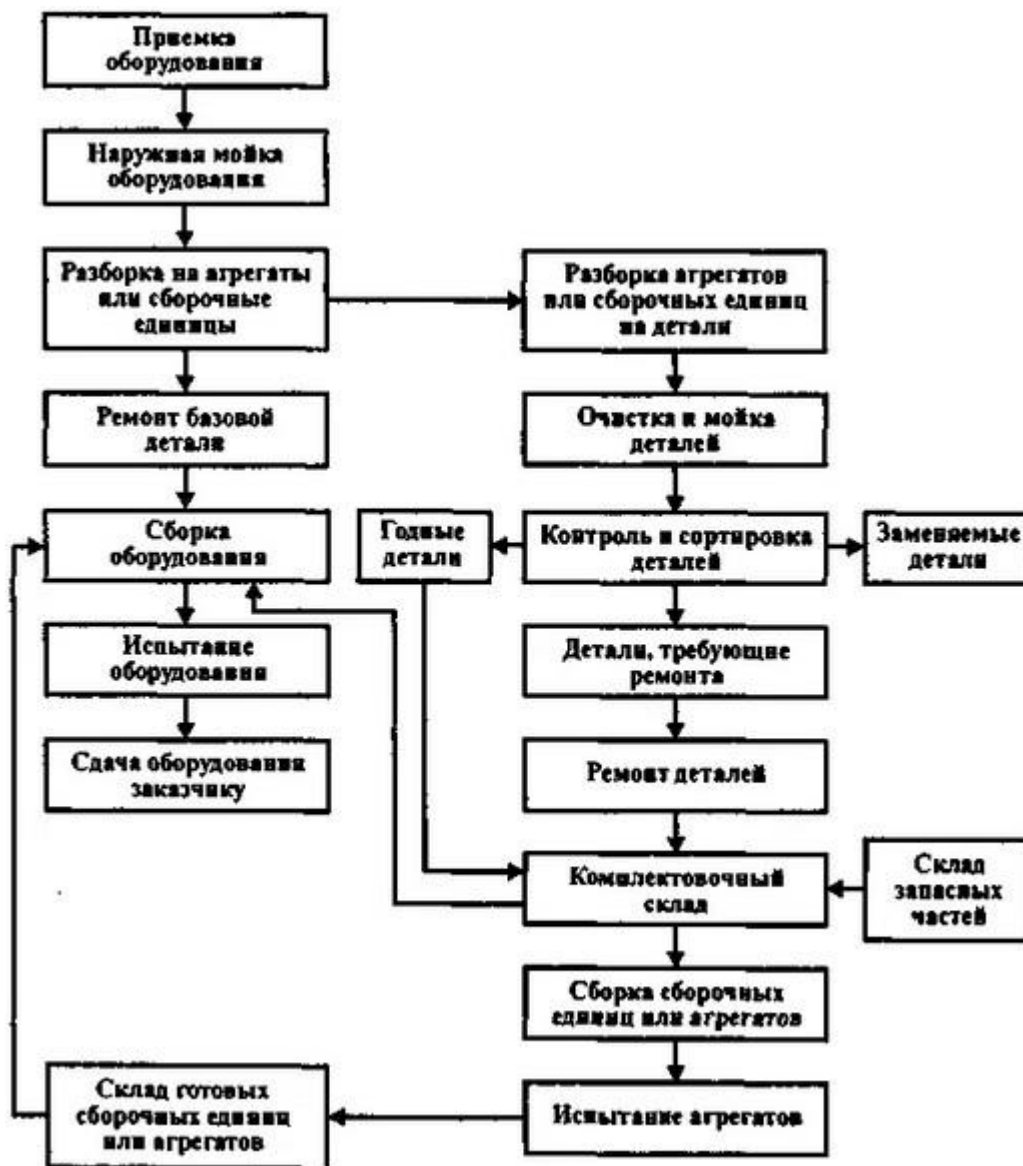 Приемка
оборудования
Наружная мойка
оборудования
Разборка на агрегаты
или сборочные
единицы
Разборка агрегатов
или сборочных единиц
на детали
Ремонт базовой
детали
Очистка и мойка
деталей
Сборка
оборудования
Годные
детали
Контроль и сортировка
деталей
Заменяемые
детали
Испытание
оборудования
Детали, требующие
ремонта
Сдача оборудования
заказчику
Ремонт деталей
Комплектовочный
склад
Склад
запасных
частей
Сборка сборочных
единиц или агрегатов
Склад готовых
сборочных единиц
или агрегатов
Испытание агрегатов